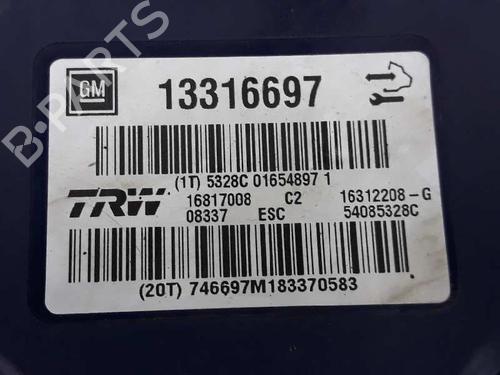 B-PARTS
GM 13316697
(1T) 5328C 01654897 1
TRW 16817008 C2 16312208-G
08337 ESC 54085328C
(20T) 746697M183370583